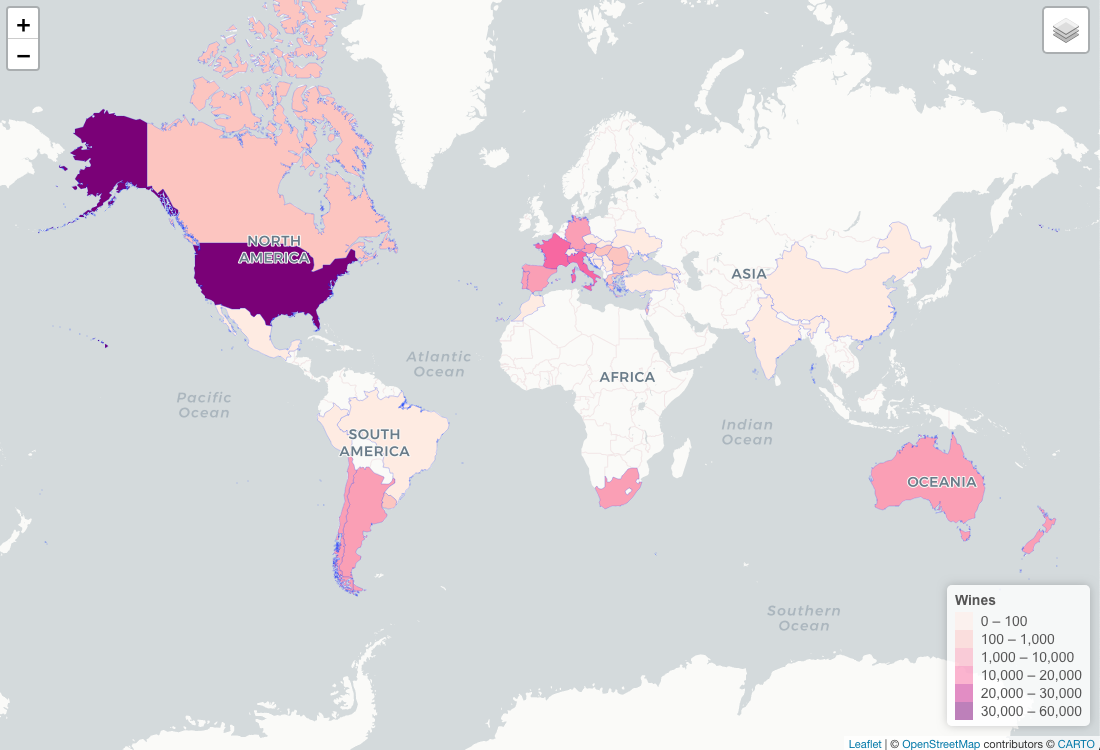 +
−
NORTH
AMERICA
ASIA
Atlantic
Ocean
AFRICA
Pacific
Ocean
Indian
Ocean
SOUTH
AMERICA
OCEANIA
Southern
Ocean
Wines
0 – 100
100 – 1,000
1,000 – 10,000
10,000 – 20,000
20,000 – 30,000
30,000 – 60,000
Leaflet | © OpenStreetMap contributors © CARTO